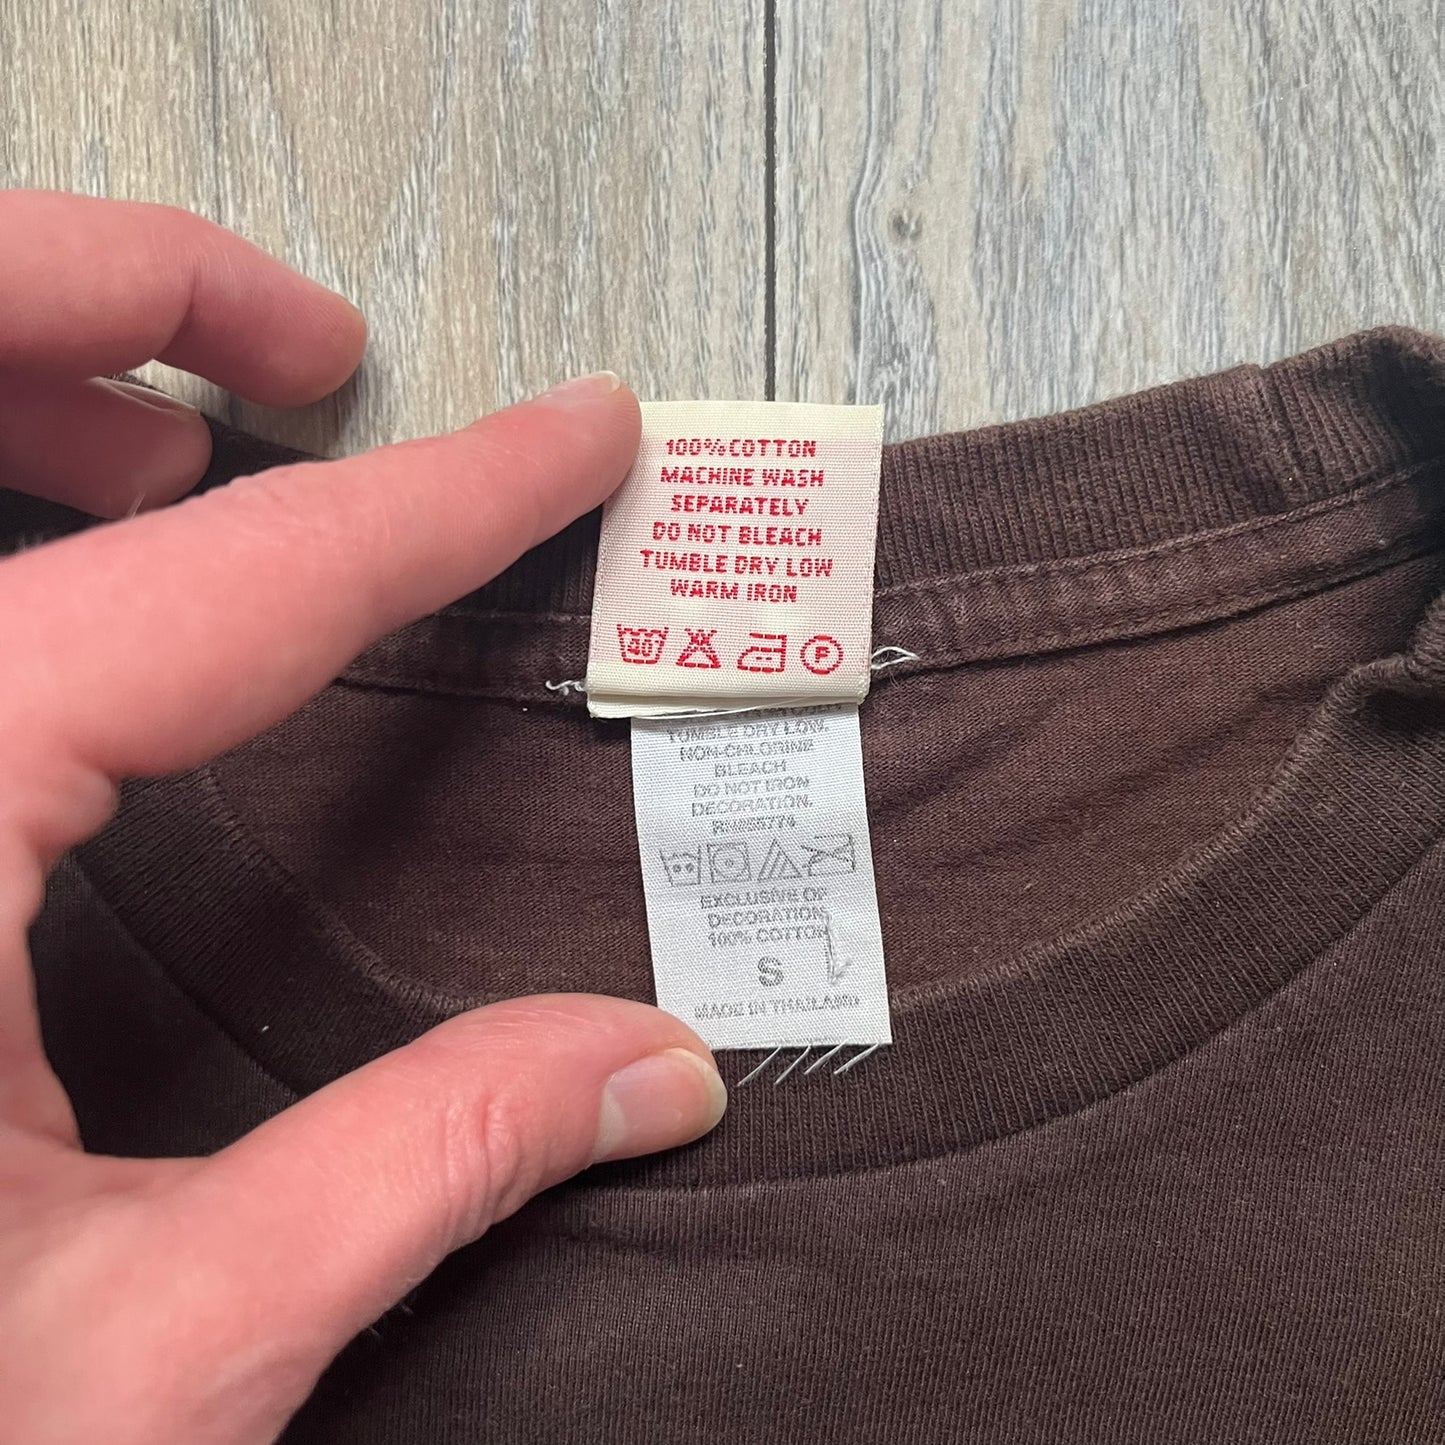 100% COTTON
MACHINE WASH
SEPARATELY
DO NOT BLEACH
TUMBLE DRY LOW
WARM IRON
40
P
TUMBLE DRY LOW.
NON-CHLORINE
BLEACH
DO NOT IRON
DECORATION.
EXCLUSIVE OF
DECORATION
100% COTTON
S
MADE IN THAILAND